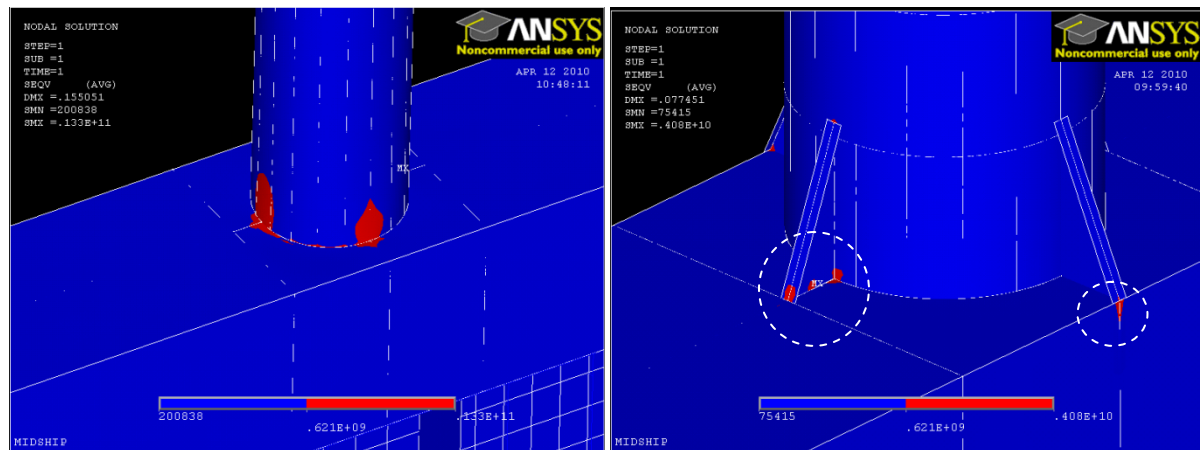 NODAL SOLUTION
STEP=1
SUB =1
TIME=1
SEQV (AVG)
DMX =.155051
SMN =200838
SMX =.133E+11
ANSYS
Noncommercial use only
APR 12 2010
10:48:11
MX
200838
.621E+09
.133E+11
MIDSHIP
NODAL SOLUTION
STEP=1
SUB =1
TIME=1
SEQV (AVG)
DMX =.077451
SMN =75415
SMX =.408E+10
ANSYS
Noncommercial use only
APR 12 2010
09:59:40
MX
75415
.621E+09
.408E+10
MIDSHIP